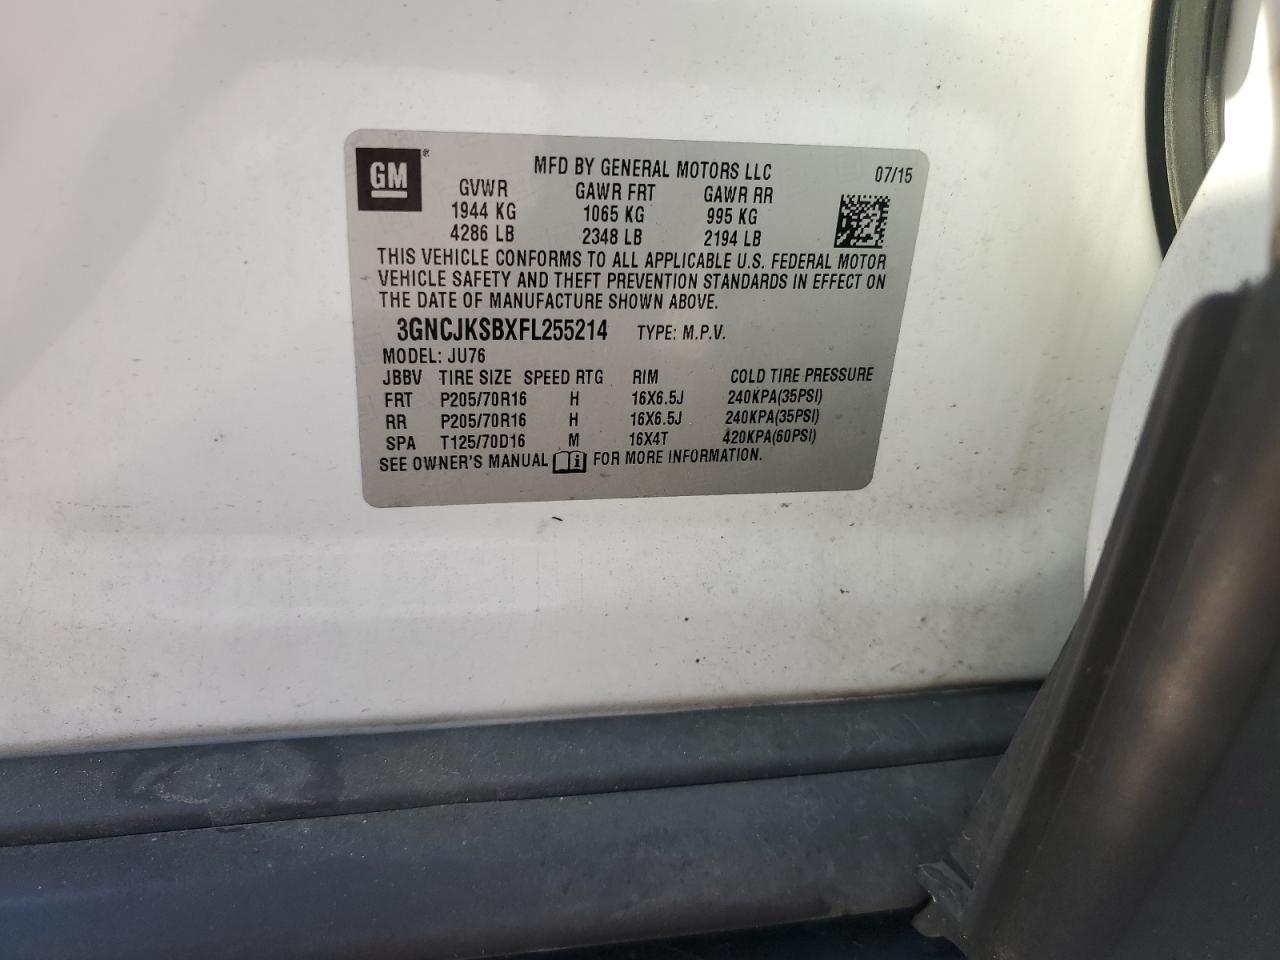 GM ® MFD BY GENERAL MOTORS LLC 07/15
GVWR GAWR FRT GAWR RR
1944 KG 1065 KG 995 KG
4286 LB 2348 LB 2194 LB
THIS VEHICLE CONFORMS TO ALL APPLICABLE U.S. FEDERAL MOTOR
VEHICLE SAFETY AND THEFT PREVENTION STANDARDS IN EFFECT ON
THE DATE OF MANUFACTURE SHOWN ABOVE.
3GNCJKSBXFL255214 TYPE: M.P.V.
MODEL: JU76
JBBV TIRE SIZE SPEED RTG RIM COLD TIRE PRESSURE
FRT P205/70R16 H 16X6.5J 240KPA(35PSI)
RR P205/70R16 H 16X6.5J 240KPA(35PSI)
SPA T125/70D16 M 16X4T 420KPA(60PSI)
SEE OWNER'S MANUAL FOR MORE INFORMATION.